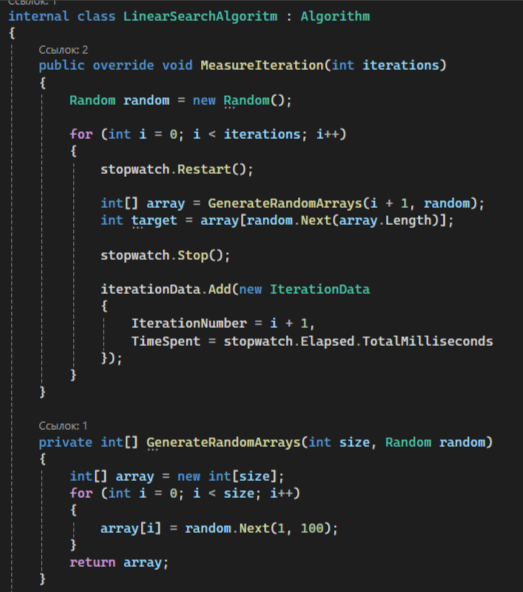 Ссылок: 1
internal class LinearSearchAlgoritm : Algorithm
{
Ссылок: 2
public override void MeasureIteration(int iterations)
{
Random random = new Random();
for (int i = 0; i < iterations; i++)
{
stopwatch.Restart();
int[] array = GenerateRandomArrays(i + 1, random);
int target = array[random.Next(array.Length)];
stopwatch.Stop();
iterationData.Add(new IterationData
{
IterationNumber = i + 1,
TimeSpent = stopwatch.Elapsed.TotalMilliseconds
});
}
}
Ссылок: 1
private int[] GenerateRandomArrays(int size, Random random)
{
int[] array = new int[size];
for (int i = 0; i < size; i++)
{
array[i] = random.Next(1, 100);
}
return array;
}